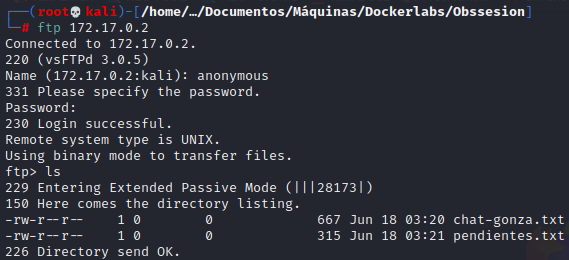 ┌──(root💀kali)-[/home/…/Documentos/Máquinas/Dockerlabs/Obssesion]
└─# ftp 172.17.0.2
Connected to 172.17.0.2.
220 (vsFTPd 3.0.5)
Name (172.17.0.2:kali): anonymous
331 Please specify the password.
Password:
230 Login successful.
Remote system type is UNIX.
Using binary mode to transfer files.
ftp> ls
229 Entering Extended Passive Mode (|||28173|)
150 Here comes the directory listing.
-rw-r--r--    1 0        0             667 Jun 18 03:20 chat-gonza.txt
-rw-r--r--    1 0        0             315 Jun 18 03:21 pendientes.txt
226 Directory send OK.